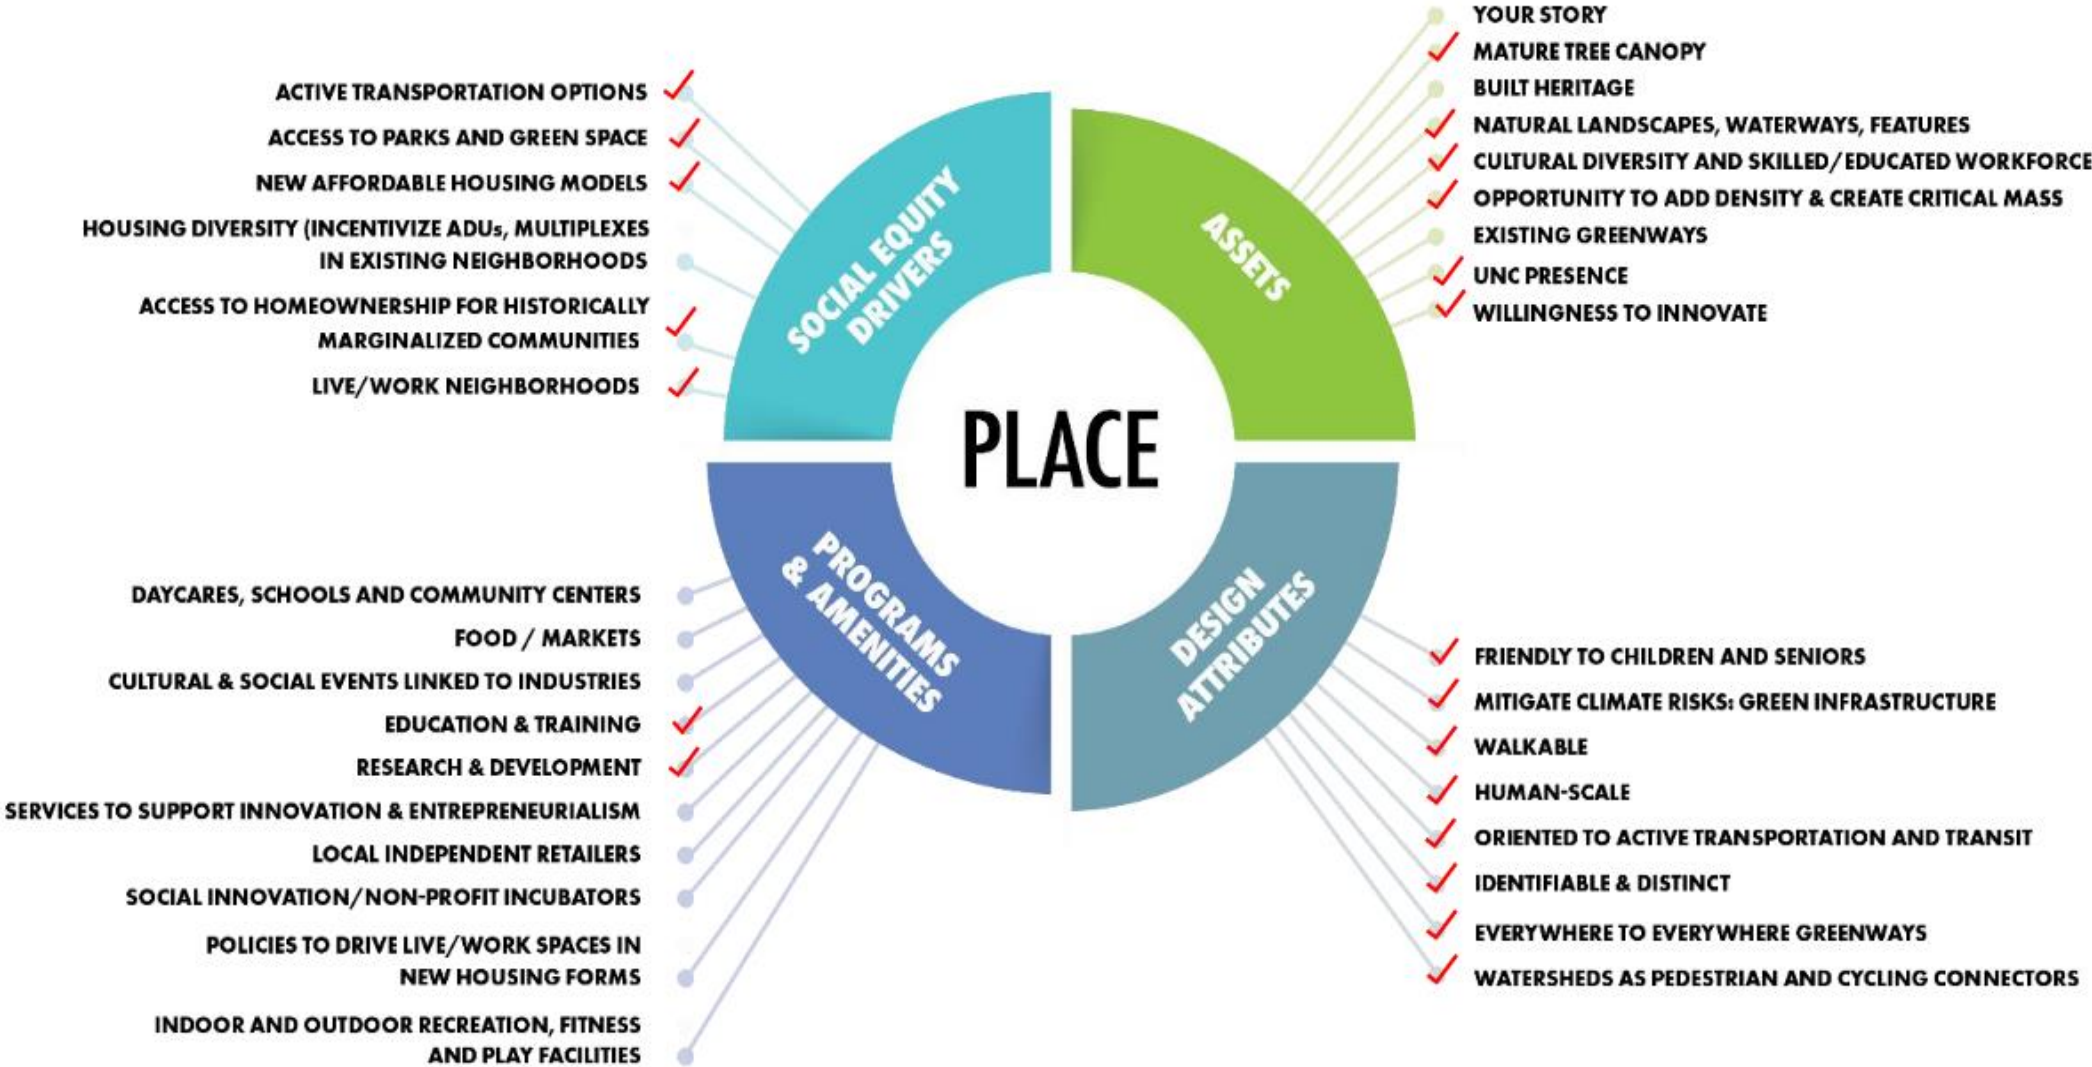 ACTIVE TRANSPORTATION OPTIONS
ACCESS TO PARKS AND GREEN SPACE
NEW AFFORDABLE HOUSING MODELS
HOUSING DIVERSITY (INCENTIVIZE ADUs, MULTIPLEXES
IN EXISTING NEIGHBORHOODS
ACCESS TO HOMEOWNERSHIP FOR HISTORICALLY
MARGINALIZED COMMUNITIES
LIVE/WORK NEIGHBORHOODS
SOCIAL EQUITY
DRIVERS
YOUR STORY
MATURE TREE CANOPY
BUILT HERITAGE
NATURAL LANDSCAPES, WATERWAYS, FEATURES
CULTURAL DIVERSITY AND SKILLED/EDUCATED WORKFORCE
OPPORTUNITY TO ADD DENSITY & CREATE CRITICAL MASS
EXISTING GREENWAYS
UNC PRESENCE
WILLINGNESS TO INNOVATE
ASSETS
PLACE
DAYCARES, SCHOOLS AND COMMUNITY CENTERS
FOOD / MARKETS
CULTURAL & SOCIAL EVENTS LINKED TO INDUSTRIES
EDUCATION & TRAINING
RESEARCH & DEVELOPMENT
SERVICES TO SUPPORT INNOVATION & ENTREPRENEURIALISM
LOCAL INDEPENDENT RETAILERS
SOCIAL INNOVATION/NON-PROFIT INCUBATORS
POLICIES TO DRIVE LIVE/WORK SPACES IN
NEW HOUSING FORMS
INDOOR AND OUTDOOR RECREATION, FITNESS
AND PLAY FACILITIES
PROGRAMS
& AMENITIES
DESIGN
ATTRIBUTES
FRIENDLY TO CHILDREN AND SENIORS
MITIGATE CLIMATE RISKS: GREEN INFRASTRUCTURE
WALKABLE
HUMAN-SCALE
ORIENTED TO ACTIVE TRANSPORTATION AND TRANSIT
IDENTIFIABLE & DISTINCT
EVERYWHERE TO EVERYWHERE GREENWAYS
WATERSHEDS AS PEDESTRIAN AND CYCLING CONNECTORS